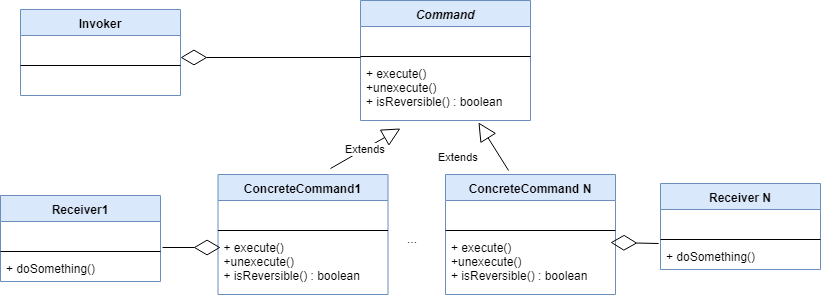 Invoker
Command
+ execute()
+unexecute()
+ isReversible() : boolean
Extends
Extends
ConcreteCommand1
+ execute()
+unexecute()
+ isReversible() : boolean
...
ConcreteCommand N
+ execute()
+unexecute()
+ isReversible() : boolean
Receiver1
+ doSomething()
Receiver N
+ doSomething()